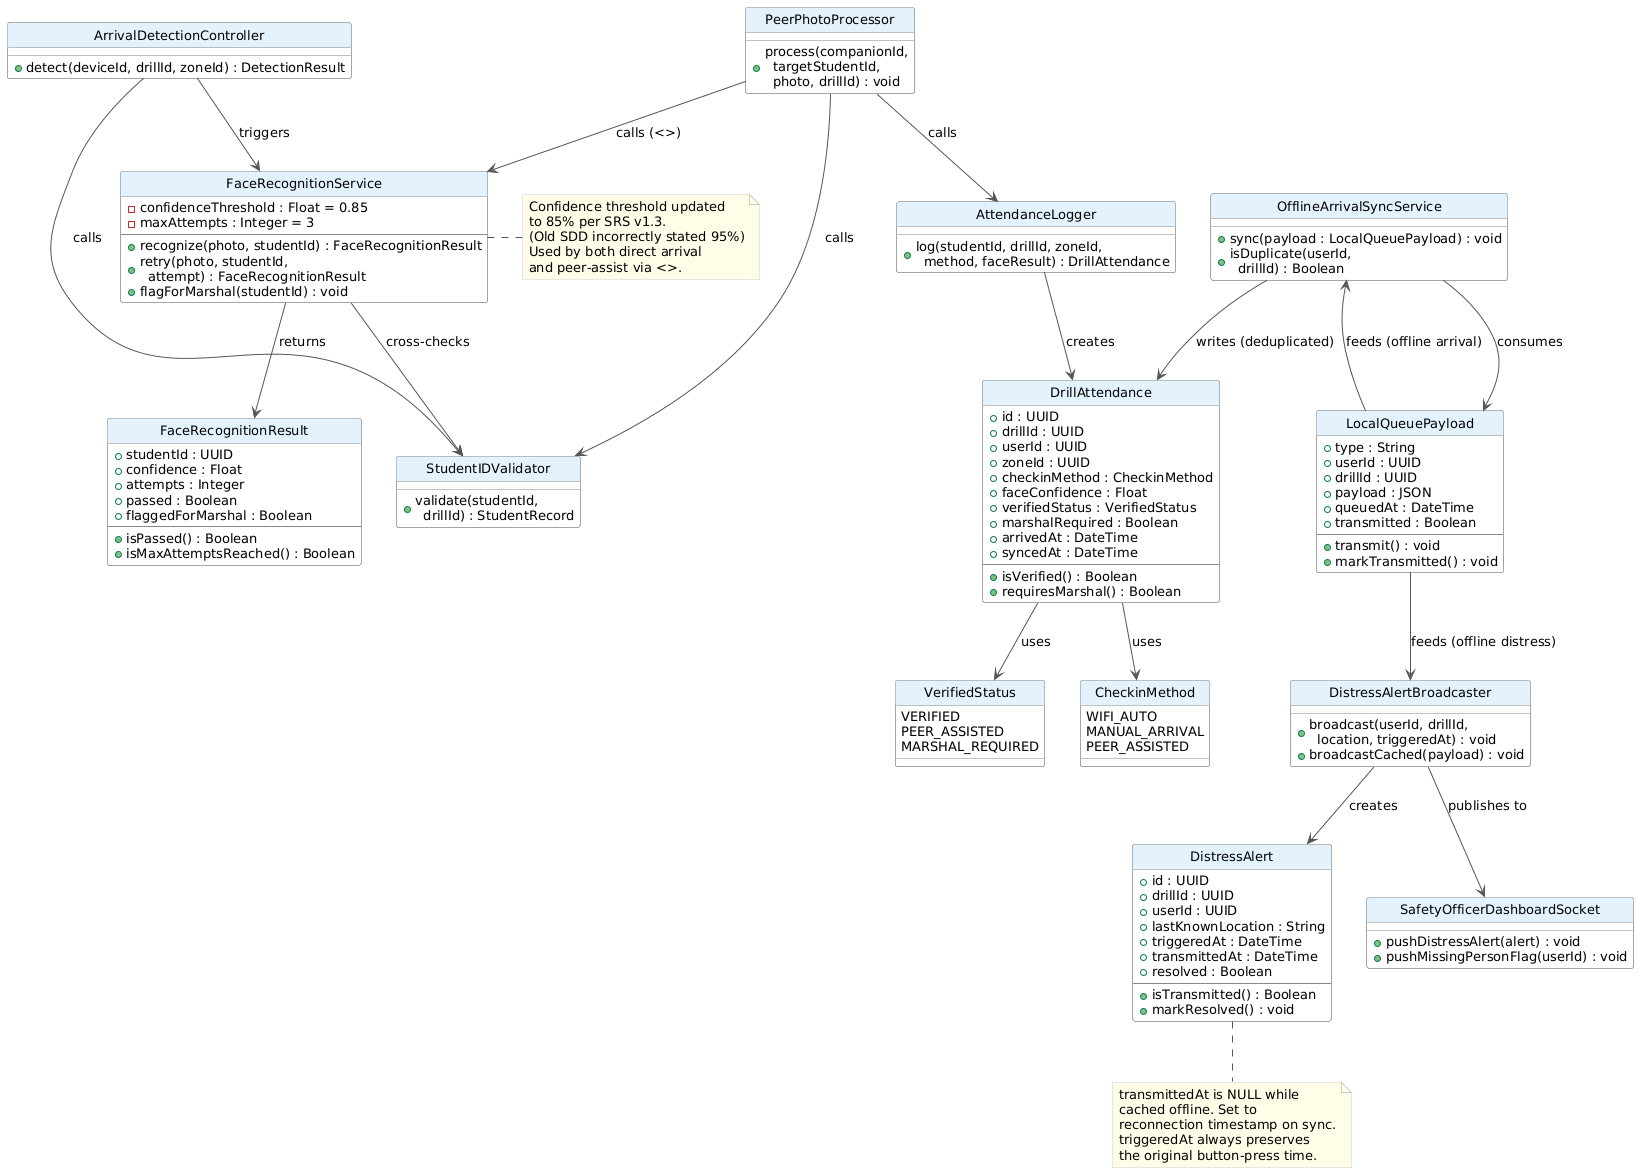 ArrivalDetectionController
detect(deviceId, drillId, zoneId) : DetectionResult
PeerPhotoProcessor
process(companionId,
targetStudentId,
photo, drillId) : void
triggers
calls (<>)
calls
FaceRecognitionService
confidenceThreshold : Float = 0.85
maxAttempts : Integer = 3
recognize(photo, studentId) : FaceRecognitionResult
retry(photo, studentId,
attempt) : FaceRecognitionResult
flagForMarshal(studentId) : void
Confidence threshold updated
to 85% per SRS v1.3.
(Old SDD incorrectly stated 95%)
Used by both direct arrival
and peer-assist via <>.
calls
calls
AttendanceLogger
log(studentId, drillId, zoneId,
method, faceResult) : DrillAttendance
OfflineArrivalSyncService
sync(payload : LocalQueuePayload) : void
isDuplicate(userId,
drillId) : Boolean
returns
cross-checks
creates
writes (deduplicated)
feeds (offline arrival)
consumes
FaceRecognitionResult
studentId : UUID
confidence : Float
attempts : Integer
passed : Boolean
flaggedForMarshal : Boolean
isPassed() : Boolean
isMaxAttemptsReached() : Boolean
StudentIDValidator
validate(studentId,
drillId) : StudentRecord
DrillAttendance
id : UUID
drillId : UUID
userId : UUID
zoneId : UUID
checkinMethod : CheckinMethod
faceConfidence : Float
verifiedStatus : VerifiedStatus
marshalRequired : Boolean
arrivedAt : DateTime
syncedAt : DateTime
isVerified() : Boolean
requiresMarshal() : Boolean
LocalQueuePayload
type : String
userId : UUID
drillId : UUID
payload : JSON
queuedAt : DateTime
transmitted : Boolean
transmit() : void
markTransmitted() : void
uses
uses
feeds (offline distress)
VerifiedStatus
VERIFIED
PEER_ASSISTED
MARSHAL_REQUIRED
CheckinMethod
WIFI_AUTO
MANUAL_ARRIVAL
PEER_ASSISTED
DistressAlertBroadcaster
broadcast(userId, drillId,
location, triggeredAt) : void
broadcastCached(payload) : void
creates
publishes to
DistressAlert
id : UUID
drillId : UUID
userId : UUID
lastKnownLocation : String
triggeredAt : DateTime
transmittedAt : DateTime
resolved : Boolean
isTransmitted() : Boolean
markResolved() : void
SafetyOfficerDashboardSocket
pushDistressAlert(alert) : void
pushMissingPersonFlag(userId) : void
transmittedAt is NULL while
cached offline. Set to
reconnection timestamp on sync.
triggeredAt always preserves
the original button-press time.